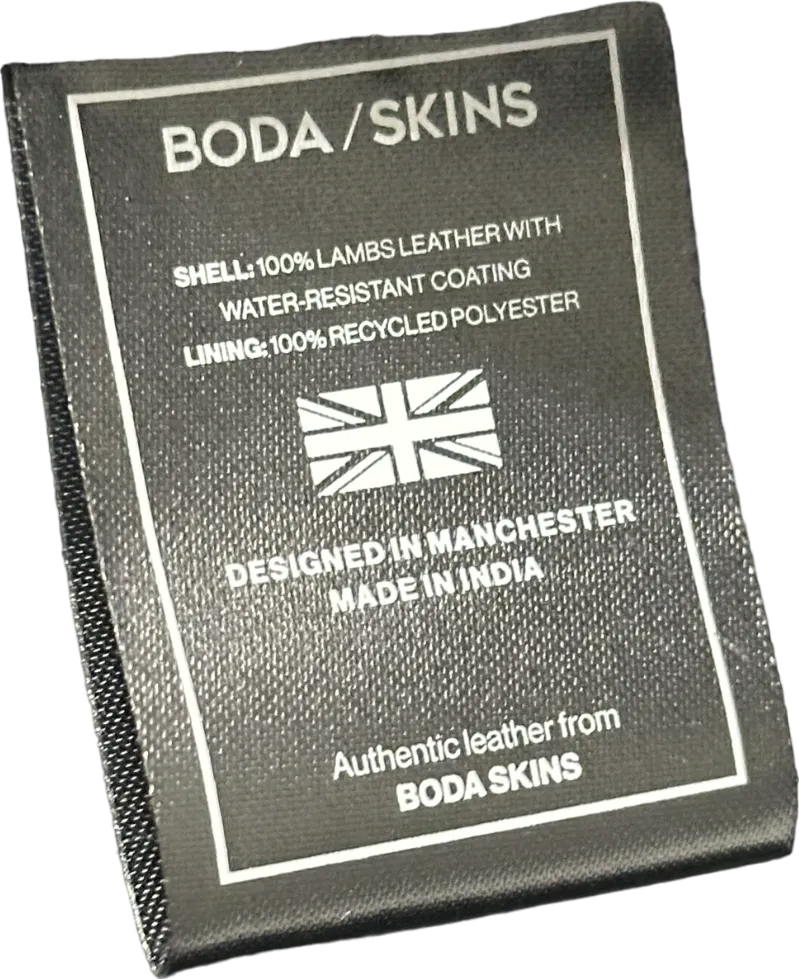 BODA / SKINS
SHELL: 100% LAMBS LEATHER WITH
WATER-RESISTANT COATING
LINING: 100% RECYCLED POLYESTER
DESIGNED IN MANCHESTER
MADE IN INDIA
Authentic leather from
BODA SKINS